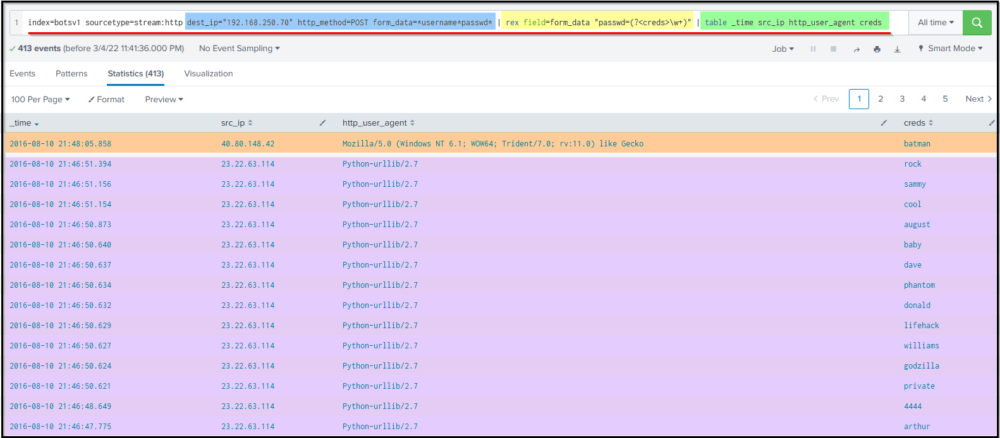 1 index=botsv1 sourcetype=stream:http dest_ip="192.168.250.70" http_method=POST form_data=*username*passwd* | rex field=form_data "passwd=(?<creds>\w+)" | table _time src_ip http_user_agent creds All time
413 events (before 3/4/22 11:41:36.000 PM) No Event Sampling Job Smart Mode
Events Patterns Statistics (413) Visualization
100 Per Page Format Preview Prev 1 2 3 4 5 Next
_time src_ip http_user_agent creds
2016-08-10 21:48:05.858 40.80.148.42 Mozilla/5.0 (Windows NT 6.1; WOW64; Trident/7.0; rv:11.0) like Gecko batman
2016-08-10 21:46:51.394 23.22.63.114 Python-urllib/2.7 rock
2016-08-10 21:46:51.156 23.22.63.114 Python-urllib/2.7 sammy
2016-08-10 21:46:51.154 23.22.63.114 Python-urllib/2.7 cool
2016-08-10 21:46:50.873 23.22.63.114 Python-urllib/2.7 august
2016-08-10 21:46:50.640 23.22.63.114 Python-urllib/2.7 baby
2016-08-10 21:46:50.637 23.22.63.114 Python-urllib/2.7 dave
2016-08-10 21:46:50.634 23.22.63.114 Python-urllib/2.7 phantom
2016-08-10 21:46:50.632 23.22.63.114 Python-urllib/2.7 donald
2016-08-10 21:46:50.629 23.22.63.114 Python-urllib/2.7 lifehack
2016-08-10 21:46:50.627 23.22.63.114 Python-urllib/2.7 williams
2016-08-10 21:46:50.624 23.22.63.114 Python-urllib/2.7 godzilla
2016-08-10 21:46:50.621 23.22.63.114 Python-urllib/2.7 private
2016-08-10 21:46:48.649 23.22.63.114 Python-urllib/2.7 4444
2016-08-10 21:46:47.775 23.22.63.114 Python-urllib/2.7 arthur